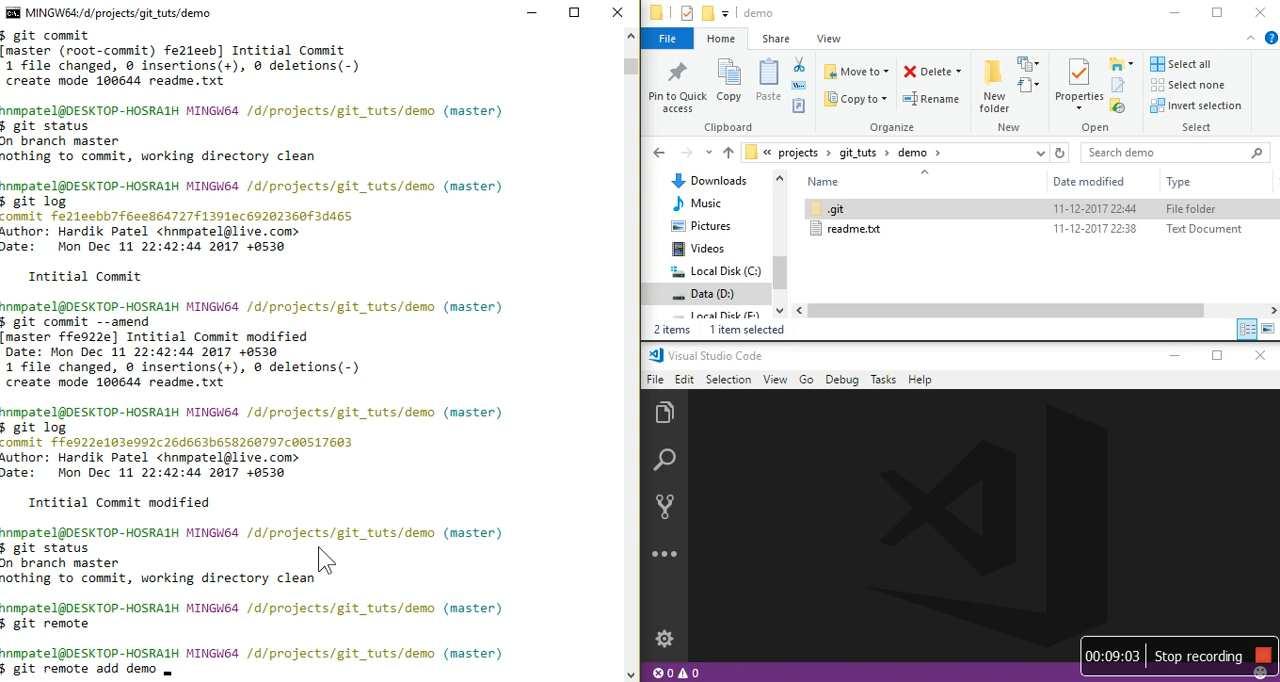 MINGW64:/d/projects/git_tuts/demo
$ git commit
[master (root-commit) fe21eeb] Intitial Commit
1 file changed, 0 insertions(+), 0 deletions(-)
create mode 100644 readme.txt
hnmpatel@DESKTOP-HOSRA1H MINGW64 /d/projects/git_tuts/demo (master)
$ git status
On branch master
nothing to commit, working directory clean
hnmpatel@DESKTOP-HOSRA1H MINGW64 /d/projects/git_tuts/demo (master)
$ git log
commit fe21eebb7f6ee864727f1391ec69202360f3d465
Author: Hardik Patel <hnmpatel@live.com>
Date: Mon Dec 11 22:42:44 2017 +0530
Intitial Commit
hnmpatel@DESKTOP-HOSRA1H MINGW64 /d/projects/git_tuts/demo (master)
$ git commit --amend
[master ffe922e] Intitial Commit modified
Date: Mon Dec 11 22:42:44 2017 +0530
1 file changed, 0 insertions(+), 0 deletions(-)
create mode 100644 readme.txt
hnmpatel@DESKTOP-HOSRA1H MINGW64 /d/projects/git_tuts/demo (master)
$ git log
commit ffe922e103e992c26d663b658260797c00517603
Author: Hardik Patel <hnmpatel@live.com>
Date: Mon Dec 11 22:42:44 2017 +0530
Intitial Commit modified
hnmpatel@DESKTOP-HOSRA1H MINGW64 /d/projects/git_tuts/demo (master)
$ git status
On branch master
nothing to commit, working directory clean
hnmpatel@DESKTOP-HOSRA1H MINGW64 /d/projects/git_tuts/demo (master)
$ git remote
hnmpatel@DESKTOP-HOSRA1H MINGW64 /d/projects/git_tuts/demo (master)
$ git remote add demo
demo
File Home Share View
Pin to Quick access
Copy
Paste
Clipboard
Move to
Copy to
Delete
Rename
Organize
New folder
New
Properties
Open
Select all
Select none
Invert selection
Select
« projects › git_tuts › demo ›
Search demo
Downloads
Music
Pictures
Videos
Local Disk (C:)
Data (D:)
Local Disk (F:)
Name Date modified Type
.git 11-12-2017 22:44 File folder
readme.txt 11-12-2017 22:38 Text Document
2 items 1 item selected
Visual Studio Code
File Edit Selection View Go Debug Tasks Help
0 0
00:09:03 Stop recording